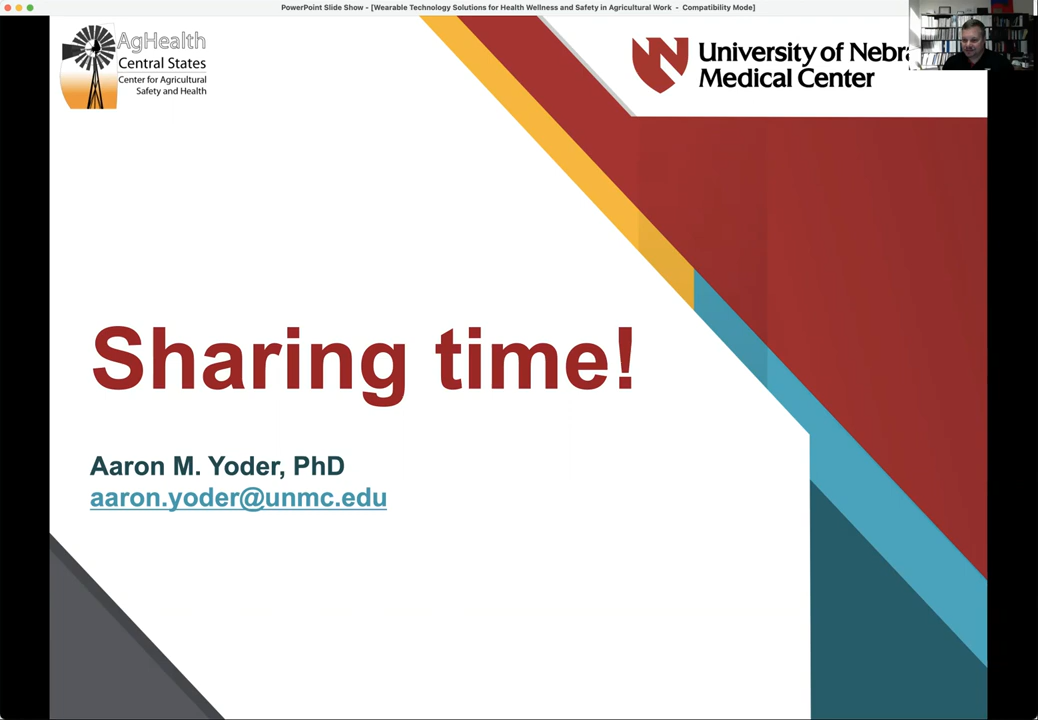 PowerPoint Slide Show - [Wearable Technology Solutions for Health Wellness and Safety in Agricultural Work - Compatibility Mode]
AgHealth
Central States
Center for Agricultural
Safety and Health
University of Nebra
Medical Center
Sharing time!
Aaron M. Yoder, PhD
aaron.yoder@unmc.edu